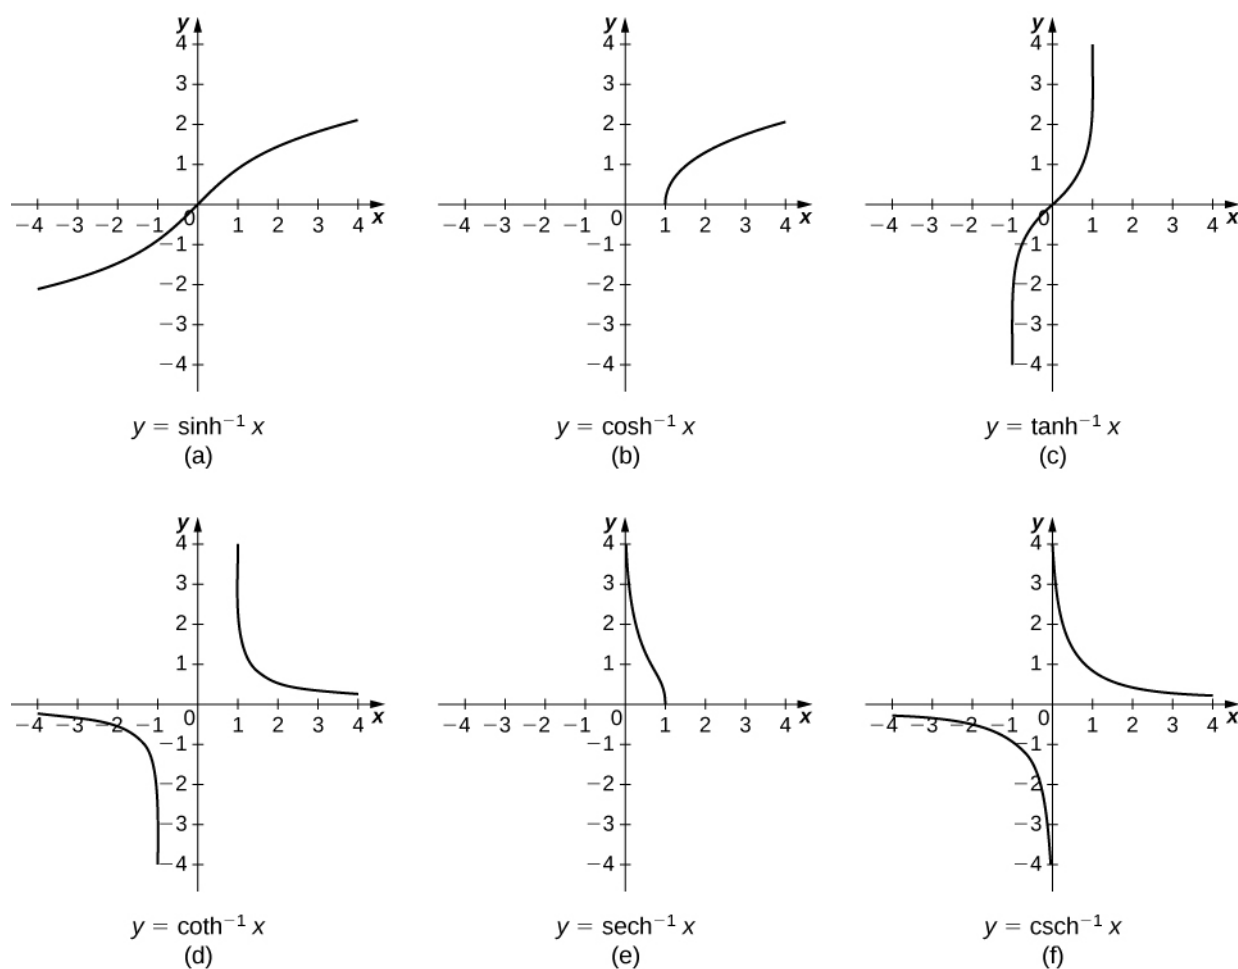 y y y
4 4 4
3 3 3
2 2 2
1 1 1
−4 −3 −2 −1 0 1 2 3 4 x −4 −3 −2 −1 0 1 2 3 4 x −4 −3 −2 −1 0 1 2 3 4 x
−1 −1 −1
−2 −2 −2
−3 −3 −3
−4 −4 −4
y = sinh⁻¹ x y = cosh⁻¹ x y = tanh⁻¹ x
(a) (b) (c)
y y y
4 4 4
3 3 3
2 2 2
1 1 1
−4 −3 −2 −1 0 1 2 3 4 x −4 −3 −2 −1 0 1 2 3 4 x −4 −3 −2 −1 0 1 2 3 4 x
−1 −1 −1
−2 −2 −2
−3 −3 −3
−4 −4 −4
y = coth⁻¹ x y = sech⁻¹ x y = csch⁻¹ x
(d) (e) (f)